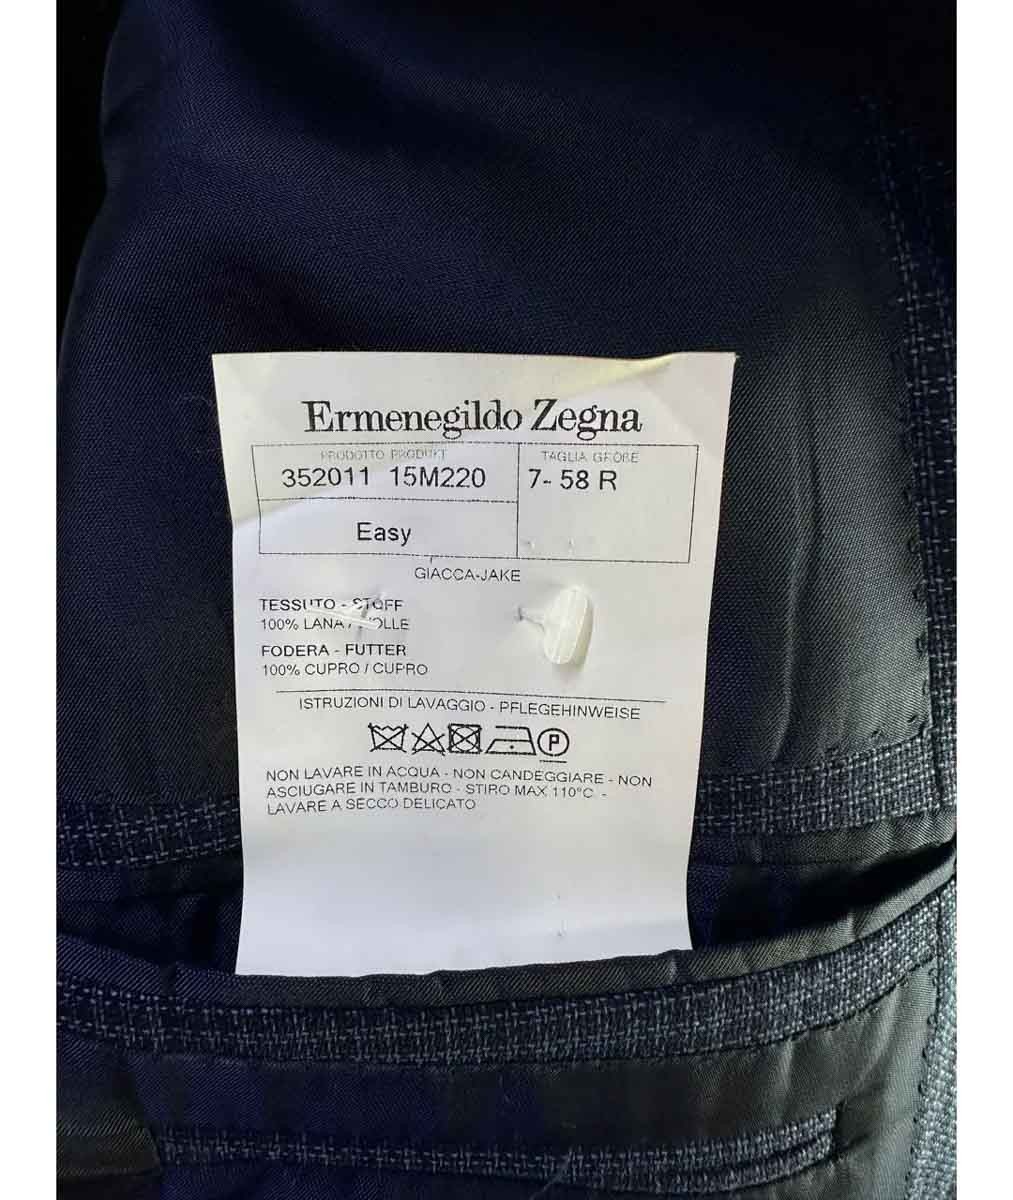 Ermenegildo Zegna
PRODOTTO PRODUKT
TAGLIA GRÖßE
352011 15M220
7- 58 R
Easy
GIACCA-JAKE
TESSUTO - STOFF
100% LANA / WOLLE
FODERA - FUTTER
100% CUPRO / CUPRO
ISTRUZIONI DI LAVAGGIO - PFLEGEHINWEISE
P
NON LAVARE IN ACQUA - NON CANDEGGIARE - NON
ASCIUGARE IN TAMBURO - STIRO MAX 110°C. -
LAVARE A SECCO DELICATO